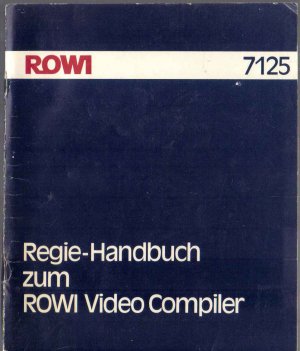 ROWI 7125
Regie-Handbuch
zum
ROWI Video Compiler